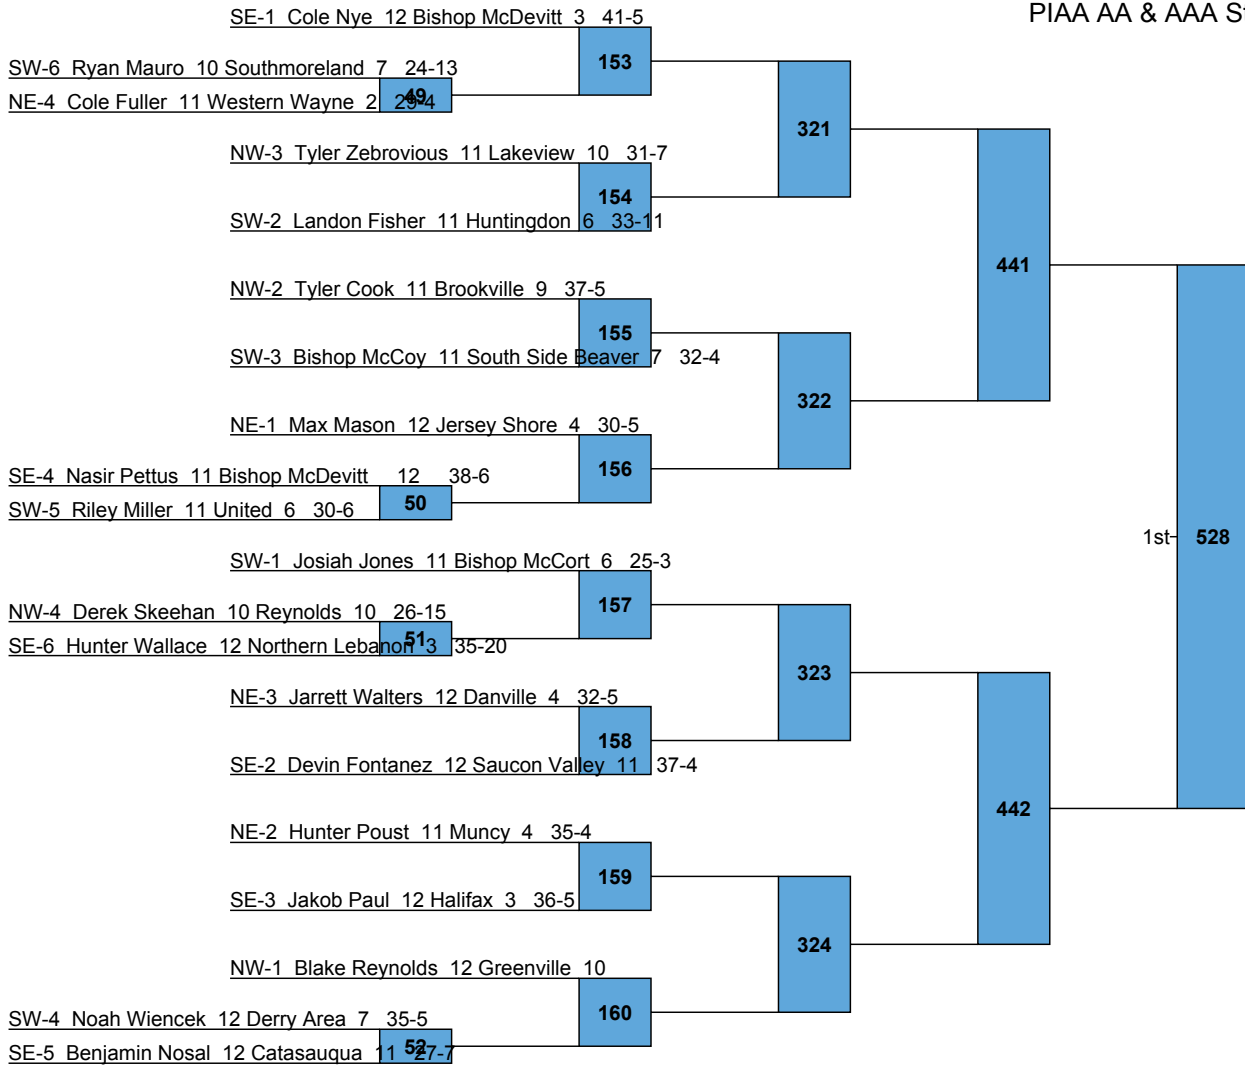 SE-1 Cole Nye 12 Bishop McDevitt 3 41-5
PIAA AA & AAA St
153
SW-6 Ryan Mauro 10 Southmoreland 7 24-13
49
NE-4 Cole Fuller 11 Western Wayne 2 29-4
321
NW-3 Tyler Zebrovious 11 Lakeview 10 31-7
154
SW-2 Landon Fisher 11 Huntingdon 6 33-11
441
NW-2 Tyler Cook 11 Brookville 9 37-5
155
SW-3 Bishop McCoy 11 South Side Beaver 7 32-4
322
NE-1 Max Mason 12 Jersey Shore 4 30-5
156
SE-4 Nasir Pettus 11 Bishop McDevitt 12 38-6
50
SW-5 Riley Miller 11 United 6 30-6
1st
528
SW-1 Josiah Jones 11 Bishop McCort 6 25-3
157
NW-4 Derek Skeehan 10 Reynolds 10 26-15
51
SE-6 Hunter Wallace 12 Northern Lebanon 3 35-20
323
NE-3 Jarrett Walters 12 Danville 4 32-5
158
SE-2 Devin Fontanez 12 Saucon Valley 11 37-4
442
NE-2 Hunter Poust 11 Muncy 4 35-4
159
SE-3 Jakob Paul 12 Halifax 3 36-5
324
NW-1 Blake Reynolds 12 Greenville 10
160
SW-4 Noah Wiencek 12 Derry Area 7 35-5
52
SE-5 Benjamin Nosal 12 Catasauqua 11 27-7